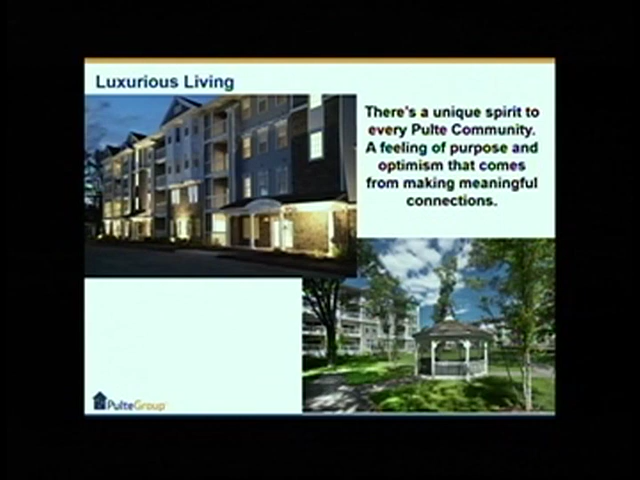 Luxurious Living
There's a unique spirit to
every Pulte Community.
A feeling of purpose and
optimism that comes
from making meaningful
connections.
PulteGroup